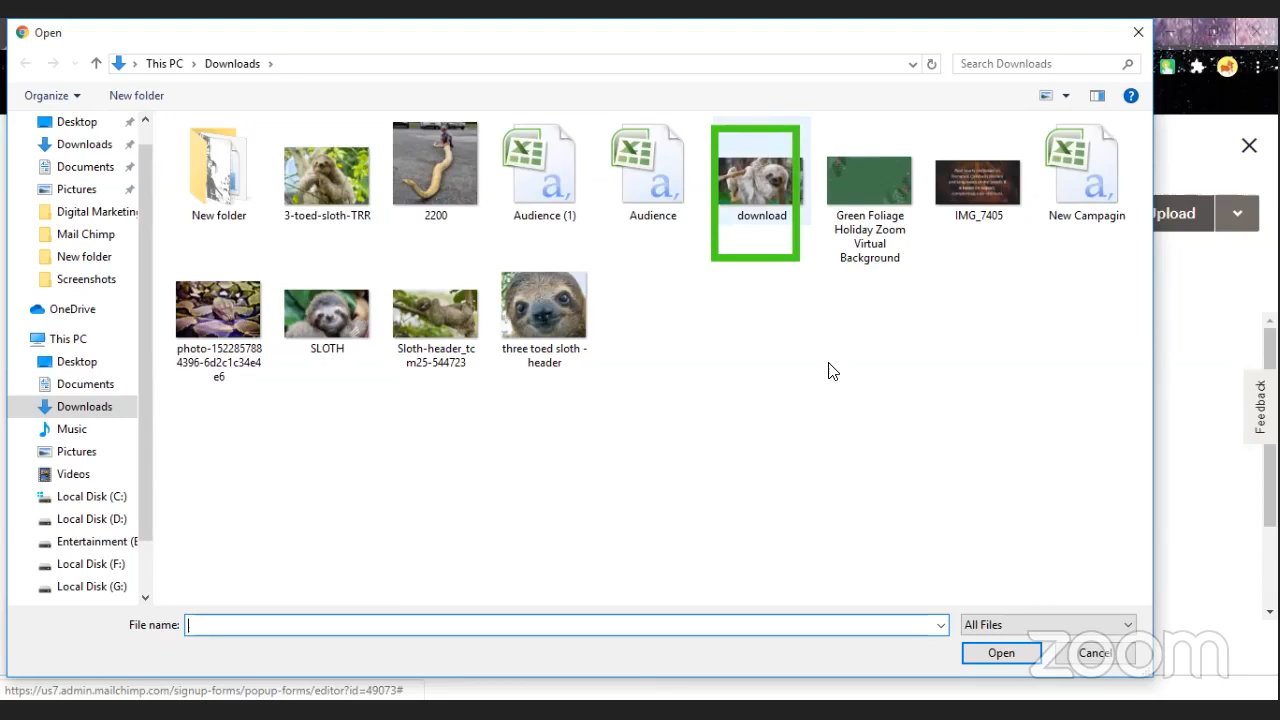 Open
This PC
Downloads
Search Downloads
Organize
New folder
Desktop
Downloads
Documents
Pictures
Digital Marketing
Mail Chimp
New folder
Screenshots
OneDrive
This PC
Desktop
Documents
Downloads
Music
Pictures
Videos
Local Disk (C:)
Local Disk (D:)
Entertainment (E
Local Disk (F:)
Local Disk (G:)
New folder
3-toed-sloth-TRR
2200
Audience (1)
Audience
download
Green Foliage
Holiday Zoom
Virtual
Background
IMG_7405
New Campagin
photo-152285788
4396-6d2c1c34e4
e6
SLOTH
Sloth-header_tc
m25-544723
three toed sloth -
header
Upload
Feedback
File name:
All Files
Open
Cancel
zoom
https://us7.admin.mailchimp.com/signup-forms/popup-forms/editor?id=49073#